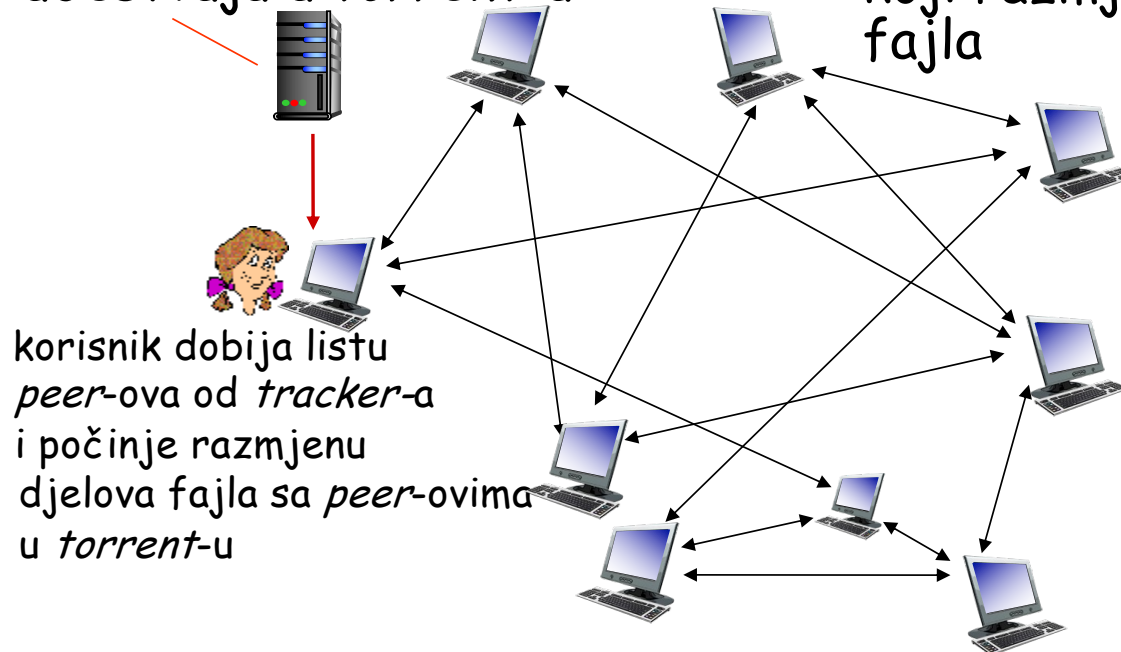 fajla
korisnik dobija listu
peer-ova od tracker-a
i počinje razmjenu
djelova fajla sa peer-ovima
u torrent-u